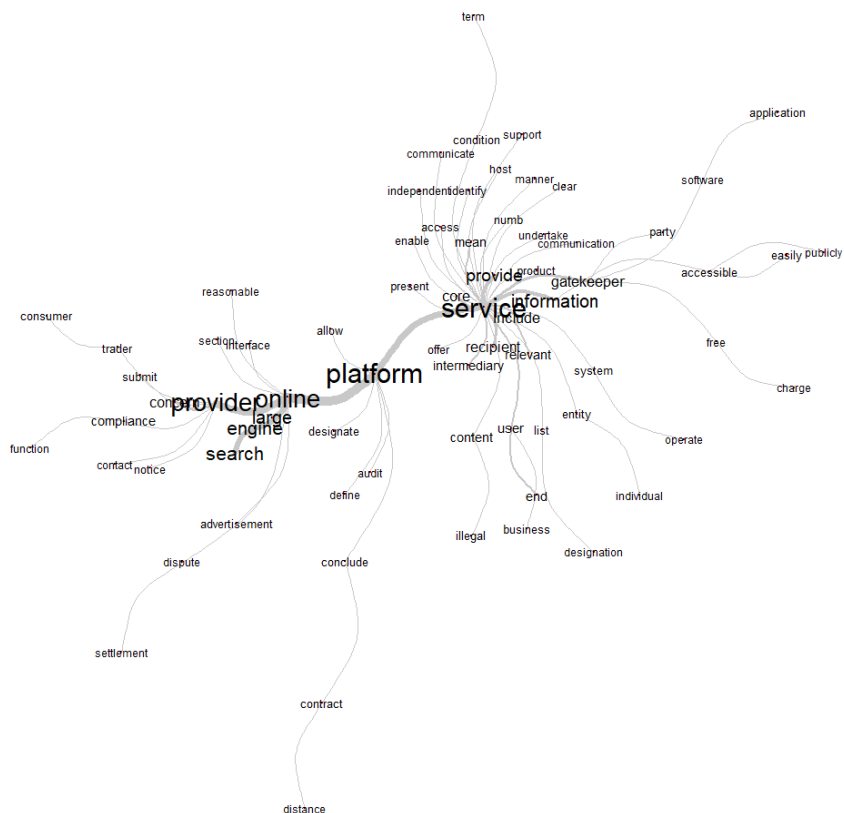 term
application
support
condition
communicate
host
software
manner
clear
independent
identify
numb
access
undertake
party
enable
mean
communication
easily
publicly
product
accessible
provide
gatekeeper
present
core
information
reasonable
service
include
consumer
allow
section
interface
free
trader
offer
recipient
relevant
intermediary
system
submit
platform
charge
concern
provider
online
large
entity
compliance
engine
designate
user
list
content
operate
function
search
contact
notice
audit
define
end
individual
advertisement
business
illegal
designation
dispute
conclude
settlement
contract
distance